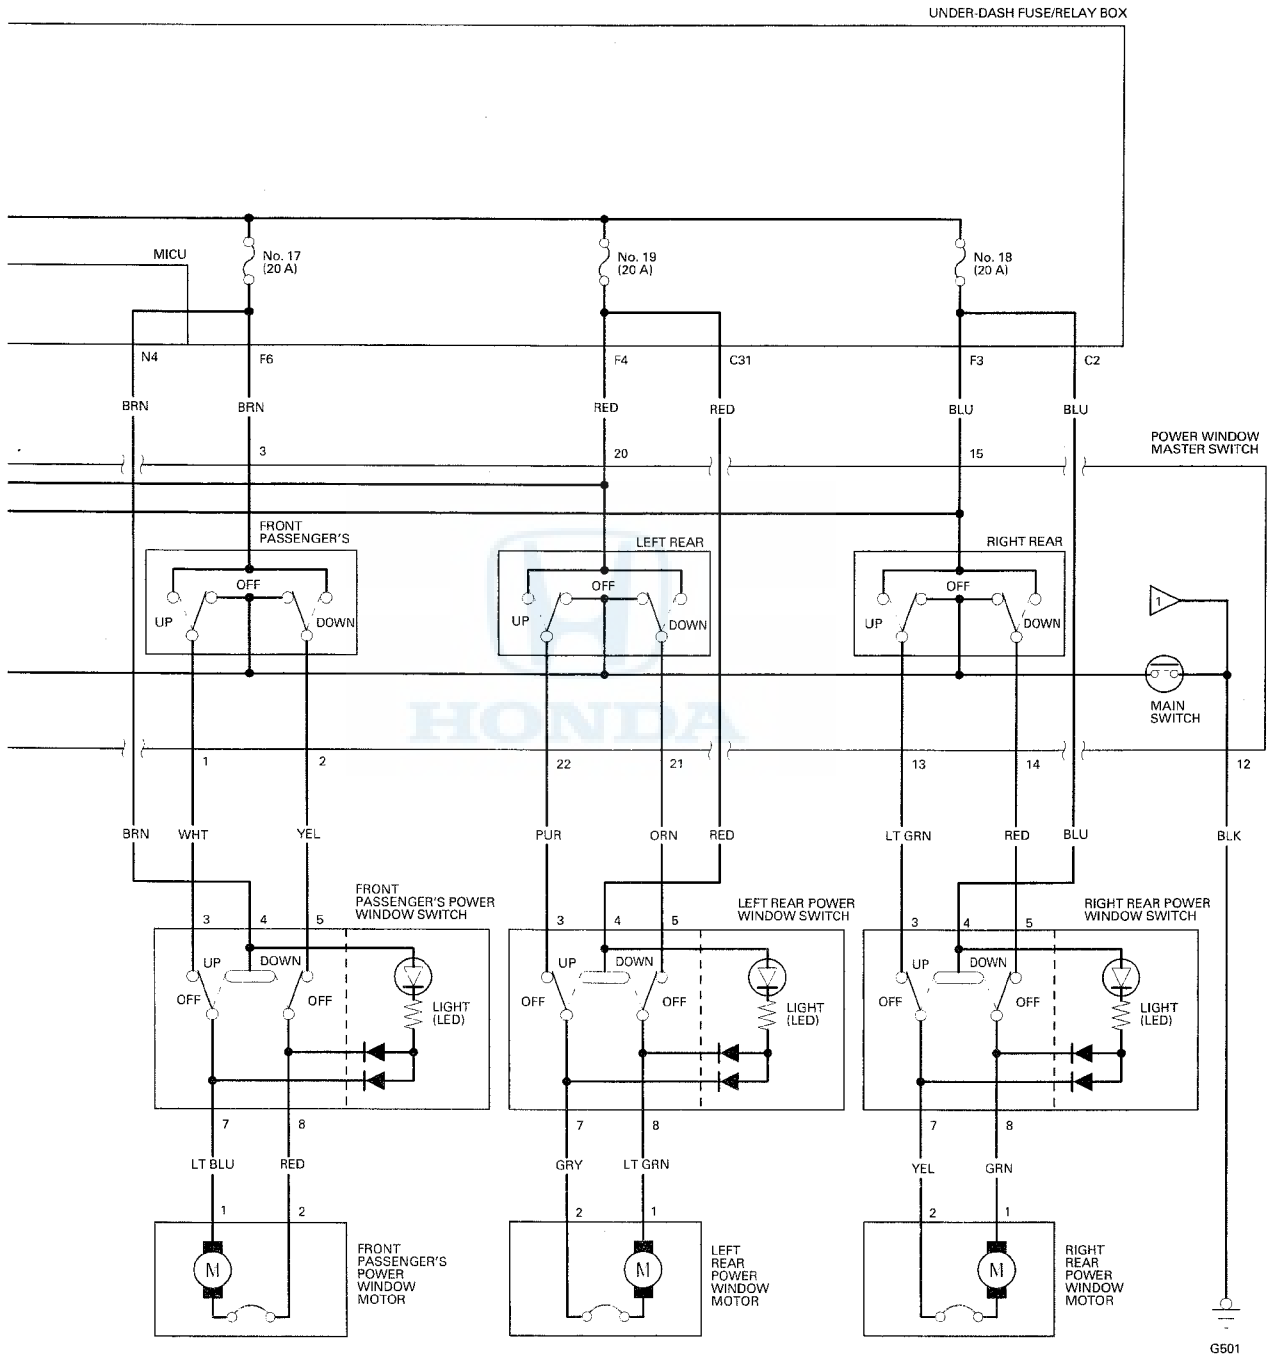 UNDER-DASH FUSE/RELAY BOX
MICU
No. 17
(20 A)
No. 19
(20 A)
No. 18
(20 A)
N4
F6
F4
C31
F3
C2
BRN
BRN
RED
RED
BLU
BLU
POWER WINDOW
MASTER SWITCH
3
20
15
FRONT
PASSENGER'S
LEFT REAR
RIGHT REAR
OFF
UP
DOWN
OFF
UP
DOWN
OFF
UP
DOWN
1
MAIN
SWITCH
HONDA
1
2
22
21
13
14
12
BRN
WHT
YEL
PUR
ORN
RED
LT GRN
RED
BLU
BLK
FRONT
PASSENGER'S POWER
WINDOW SWITCH
LEFT REAR POWER
WINDOW SWITCH
RIGHT REAR POWER
WINDOW SWITCH
3
4
5
3
4
5
3
4
5
UP
DOWN
OFF
OFF
LIGHT
(LED)
UP
DOWN
OFF
OFF
LIGHT
(LED)
UP
DOWN
OFF
OFF
LIGHT
(LED)
7
8
7
8
7
8
LT BLU
RED
GRY
LT GRN
YEL
GRN
1
2
2
1
2
1
M
FRONT
PASSENGER'S
POWER
WINDOW
MOTOR
M
LEFT
REAR
POWER
WINDOW
MOTOR
M
RIGHT
REAR
POWER
WINDOW
MOTOR
G501